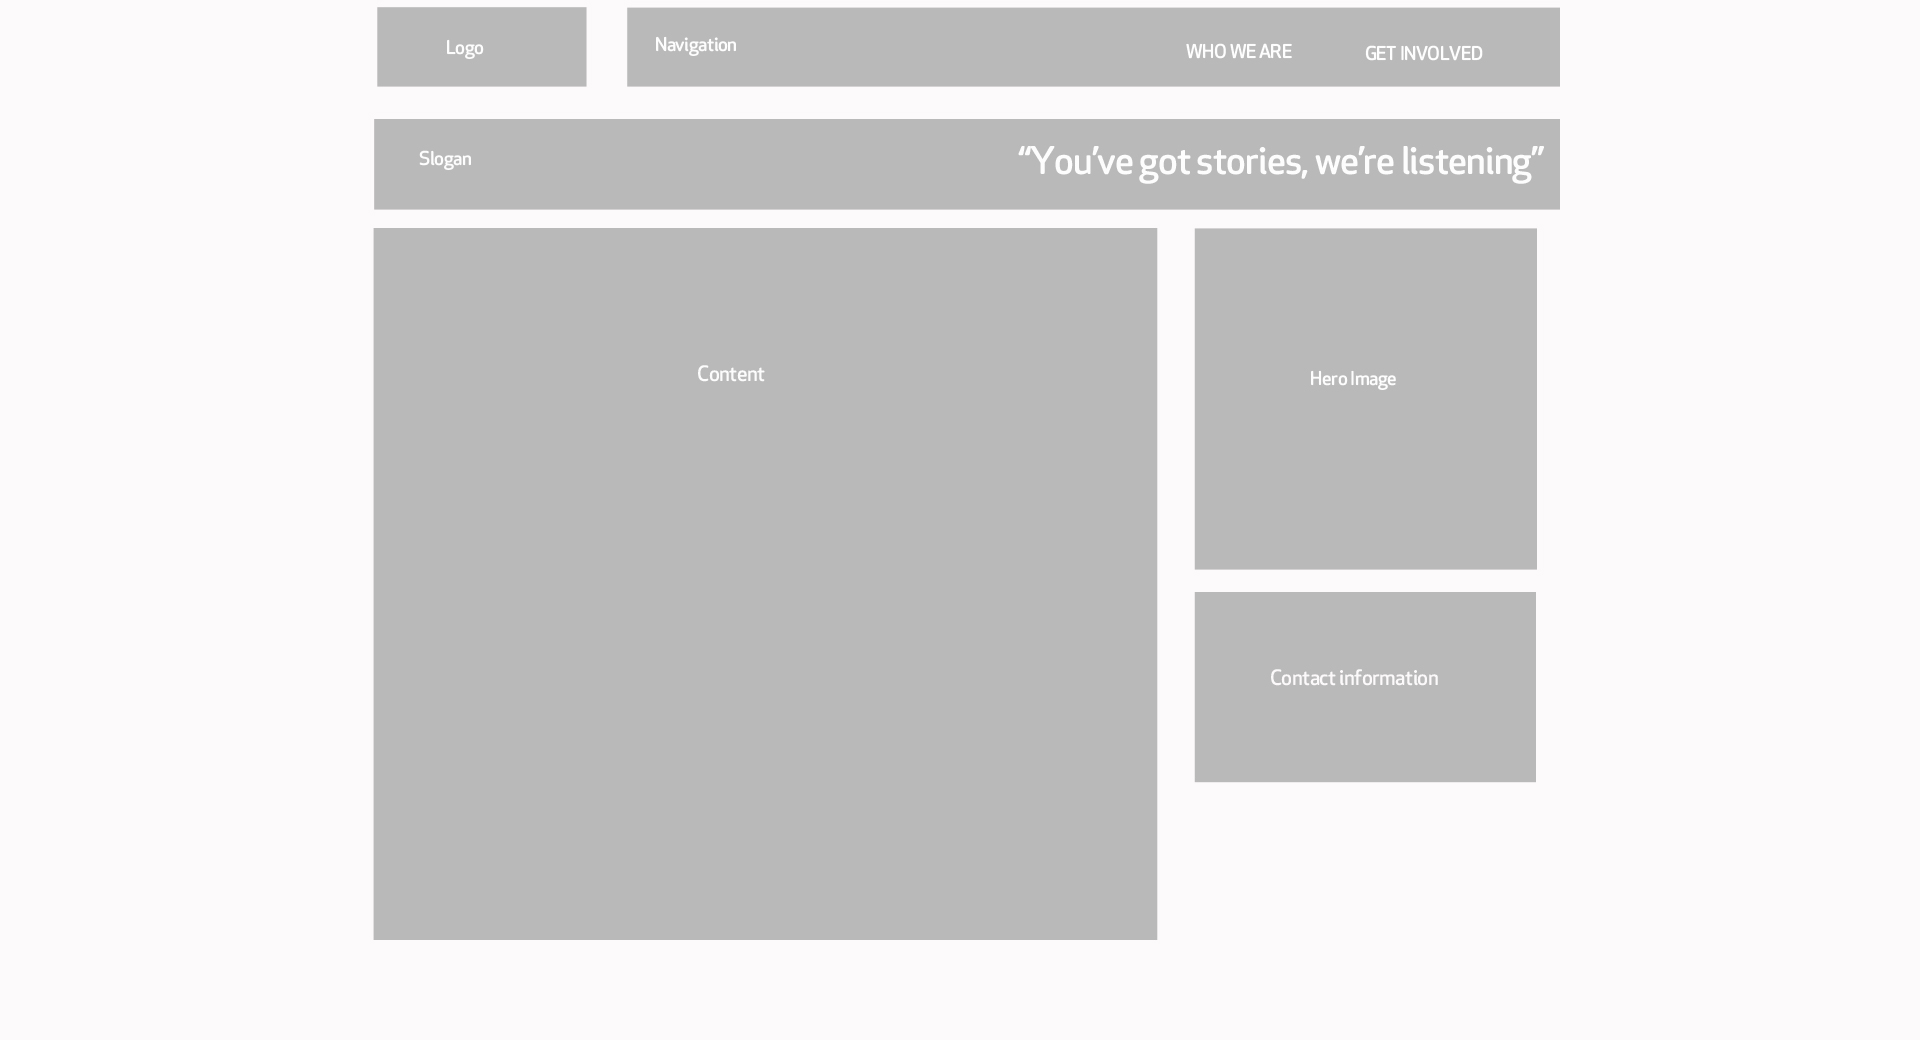 Logo
Navigation
WHO WE ARE
GET INVOLVED
Slogan
“You’ve got stories, we’re listening”
Content
Hero Image
Contact information